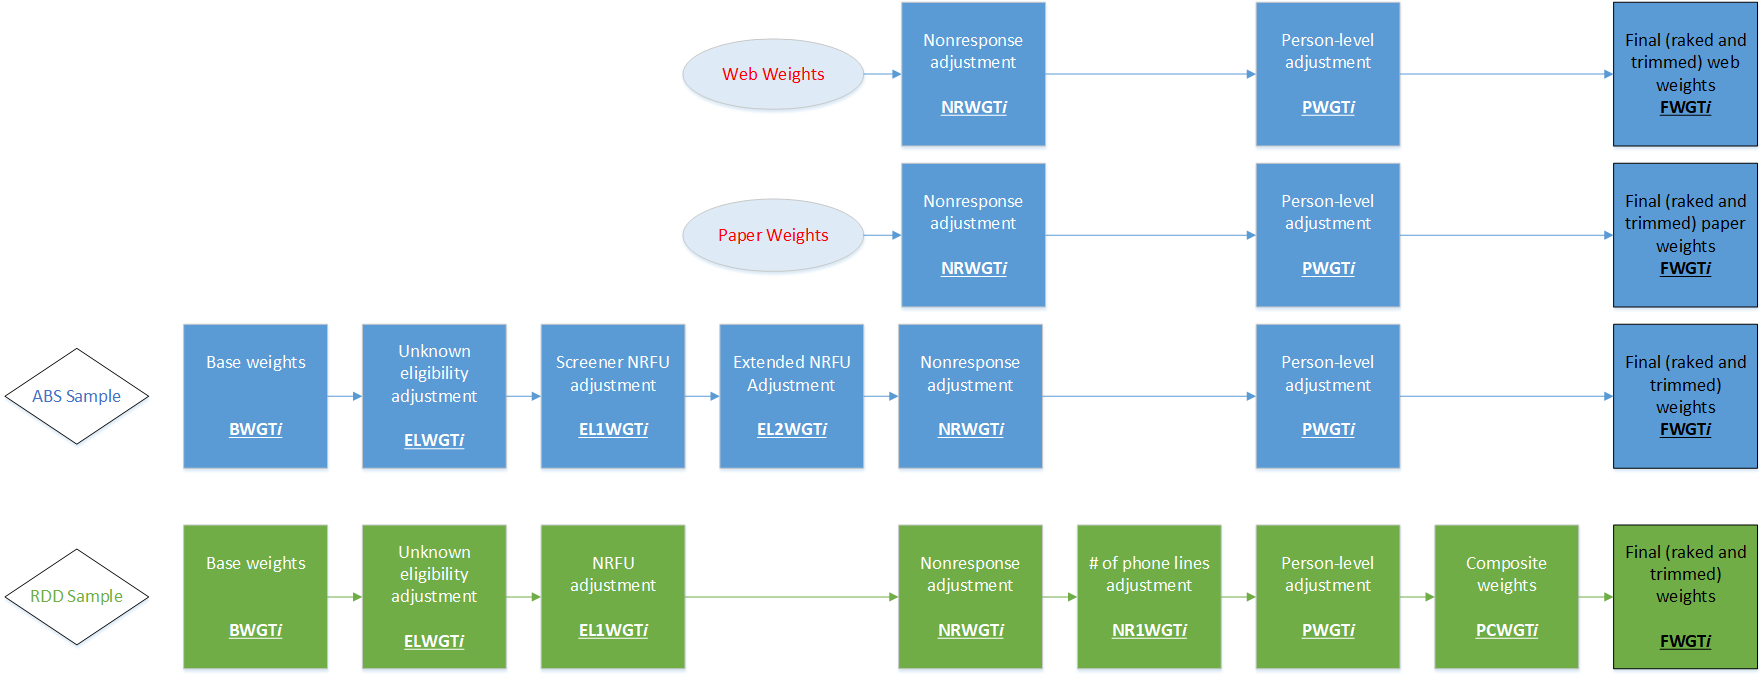 Web Weights
Nonresponse
adjustment
NRWGTi
Person-level
adjustment
PWGTi
Final (raked and
trimmed) web
weights
FWGTi
Paper Weights
Nonresponse
adjustment
NRWGTi
Person-level
adjustment
PWGTi
Final (raked and
trimmed) paper
weights
FWGTi
ABS Sample
Base weights
BWGTi
Unknown
eligibility
adjustment
ELWGTi
Screener NRFU
adjustment
EL1WGTi
Extended NRFU
Adjustment
EL2WGTi
Nonresponse
adjustment
NRWGTi
Person-level
adjustment
PWGTi
Final (raked and
trimmed)
weights
FWGTi
RDD Sample
Base weights
BWGTi
Unknown
eligibility
adjustment
ELWGTi
NRFU
adjustment
EL1WGTi
Nonresponse
adjustment
NRWGTi
# of phone lines
adjustment
NR1WGTi
Person-level
adjustment
PWGTi
Composite
weights
PCWGTi
Final (raked and
trimmed)
weights
FWGTi